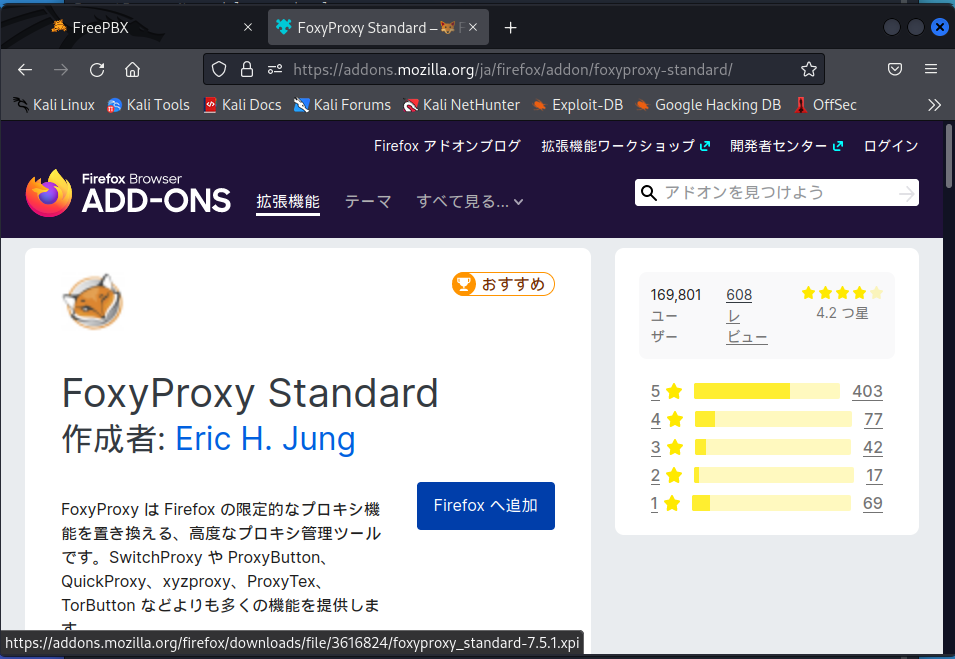 FreePBX
FoxyProxy Standard –
https://addons.mozilla.org/ja/firefox/addon/foxyproxy-standard/
Kali Linux Kali Tools Kali Docs Kali Forums Kali NetHunter Exploit-DB Google Hacking DB OffSec
Firefox アドオンブログ 拡張機能ワークショップ 開発者センター ログイン
Firefox Browser
ADD-ONS
拡張機能 テーマ すべて見る...
アドオンを見つけよう
おすすめ
FoxyProxy Standard
作成者: Eric H. Jung
FoxyProxy は Firefox の限定的なプロキシ機
能を置き換える、高度なプロキシ管理ツール
です。SwitchProxy や ProxyButton、
QuickProxy、xyzproxy、ProxyTex、
TorButton などよりも多くの機能を提供しま
す。
Firefox へ追加
169,801
ユー
ザー
608
レ
ビュー
4.2 つ星
5 403
4 77
3 42
2 17
1 69
https://addons.mozilla.org/firefox/downloads/file/3616824/foxyproxy_standard-7.5.1.xpi